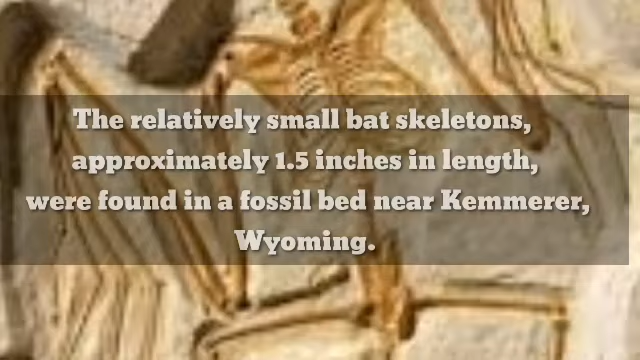 The relatively small bat skeletons,
approximately 1.5 inches in length,
were found in a fossil bed near Kemmerer,
Wyoming.